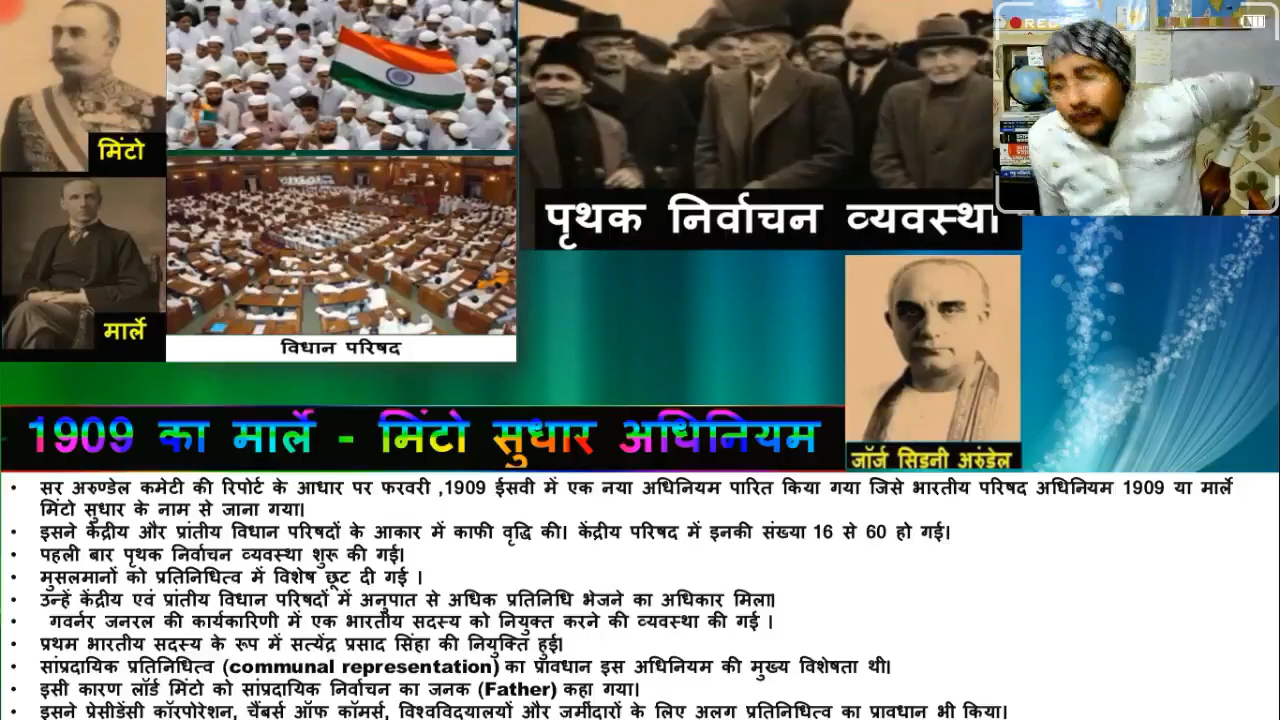 मिंटो
मार्ले
विधान परिषद
पृथक निर्वाचन व्यवस्था
REC
जॉर्ज सिडनी अरुंडेल
1909 का मार्ले - मिंटो सुधार अधिनियम
• सर अरुण्डेल कमेटी की रिपोर्ट के आधार पर फरवरी ,1909 ईसवी में एक नया अधिनियम पारित किया गया जिसे भारतीय परिषद अधिनियम 1909 या मार्ले
मिंटो सुधार के नाम से जाना गया।
• इसने केंद्रीय और प्रांतीय विधान परिषदों के आकार में काफी वृद्धि की। केंद्रीय परिषद में इनकी संख्या 16 से 60 हो गई।
• पहली बार पृथक निर्वाचन व्यवस्था शुरू की गई।
• मुसलमानों को प्रतिनिधित्व में विशेष छूट दी गई ।
• उन्हें केंद्रीय एवं प्रांतीय विधान परिषदों में अनुपात से अधिक प्रतिनिधि भेजने का अधिकार मिला।
• गवर्नर जनरल की कार्यकारिणी में एक भारतीय सदस्य को नियुक्त करने की व्यवस्था की गई ।
• प्रथम भारतीय सदस्य के रूप में सत्येंद्र प्रसाद सिंहा की नियुक्ति हुई।
• सांप्रदायिक प्रतिनिधित्व (communal representation) का प्रावधान इस अधिनियम की मुख्य विशेषता थी।
• इसी कारण लॉर्ड मिंटो को सांप्रदायिक निर्वाचन का जनक (Father) कहा गया।
• इसने प्रेसीडेंसी कॉरपोरेशन, चैंबर्स ऑफ कॉमर्स, विश्वविद्यालयों और जमींदारों के लिए अलग प्रतिनिधित्व का प्रावधान भी किया।